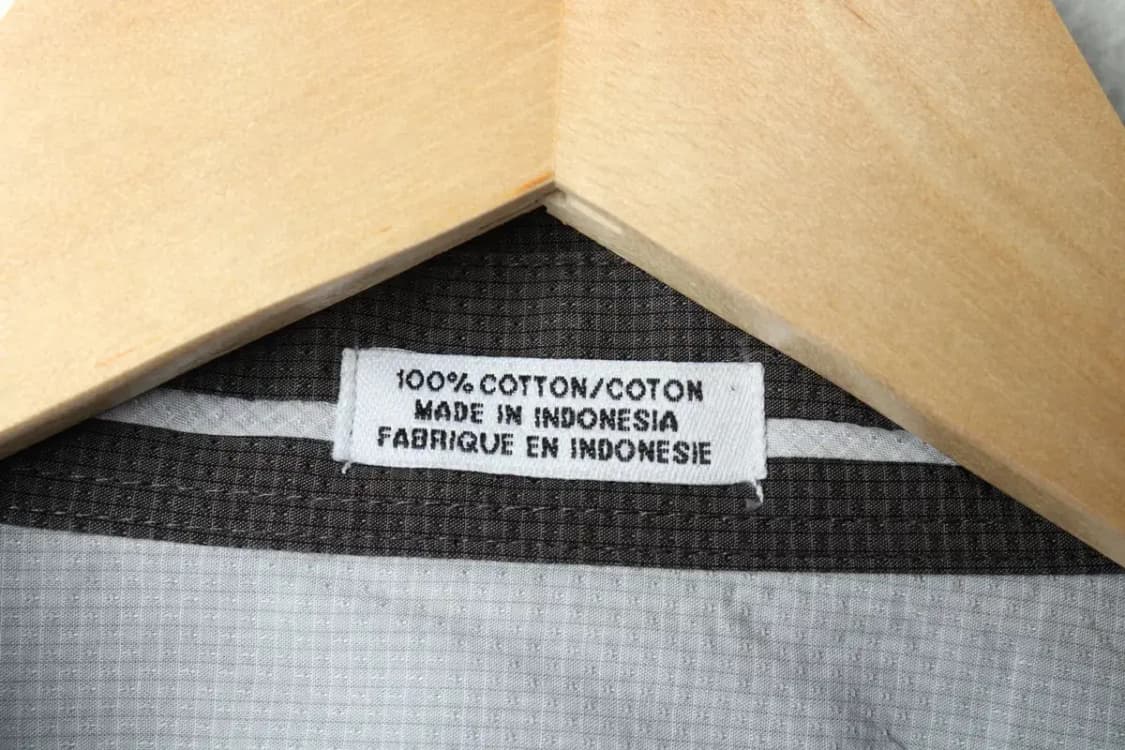 100% COTTON/COTON
MADE IN INDONESIA
FABRIQUE EN INDONESIE